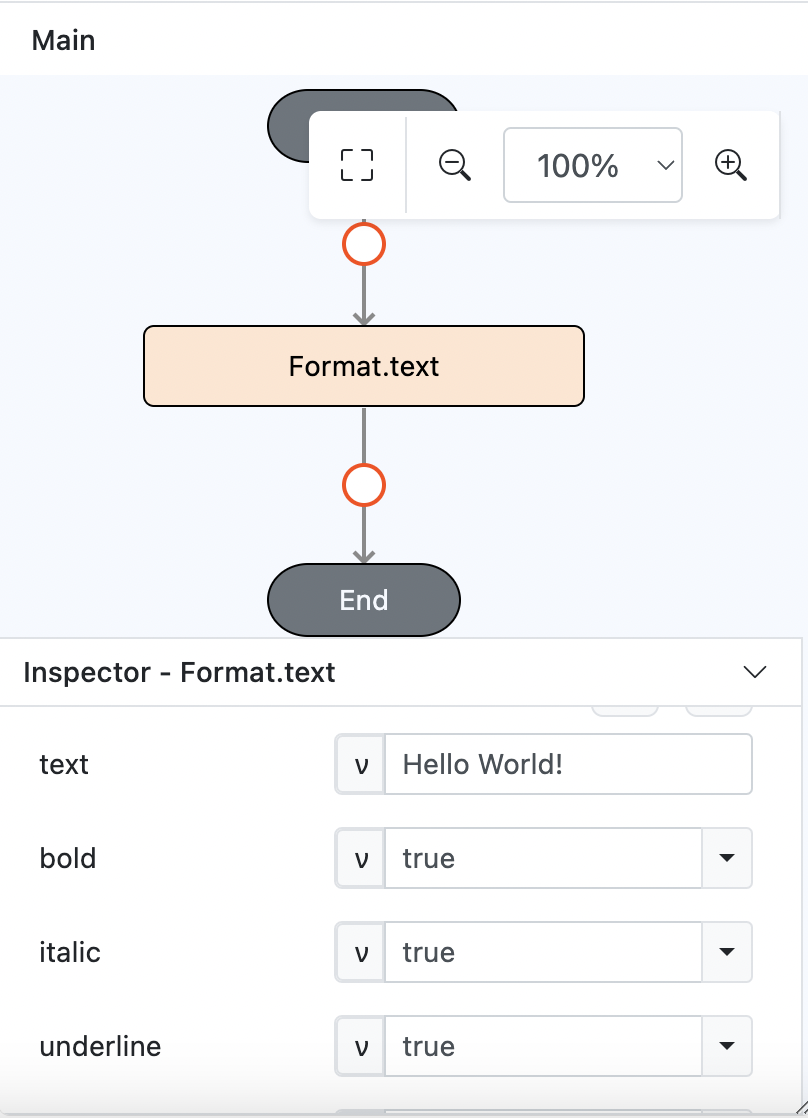 Main
100%
Format.text
End
Inspector - Format.text
text
ν
Hello World!
bold
ν
true
italic
ν
true
underline
ν
true